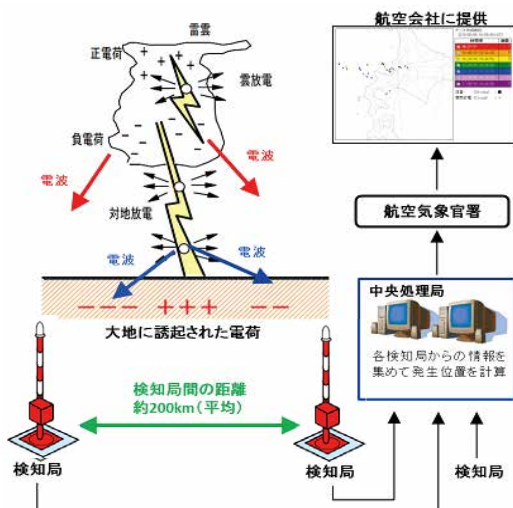 雷雲
正電荷
雲放電
負電荷
電波
電波
対地放電
電波
電波
大地に誘起された電荷
検知局間の距離
約200km(平均)
検知局
検知局
航空会社に提供
航空気象官署
中央処理局
各検知局からの情報を
集めて発生位置を計算
検知局